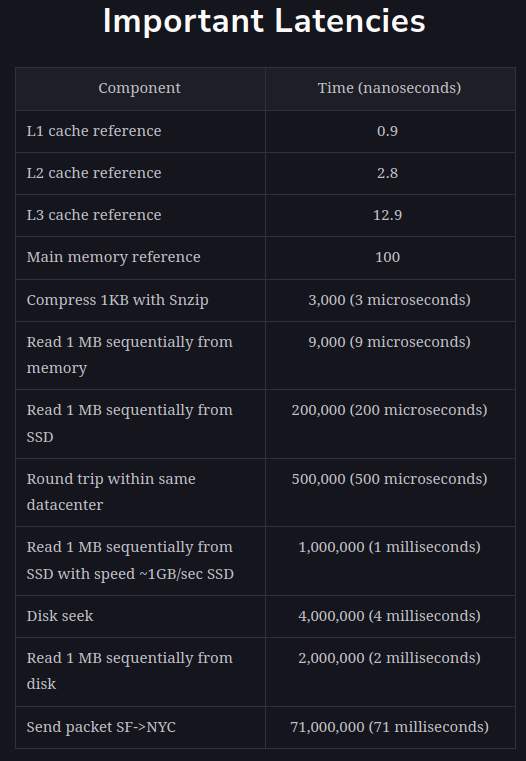 Important Latencies
Component Time (nanoseconds)
L1 cache reference 0.9
L2 cache reference 2.8
L3 cache reference 12.9
Main memory reference 100
Compress 1KB with Snzip 3,000 (3 microseconds)
Read 1 MB sequentially from 9,000 (9 microseconds)
memory
Read 1 MB sequentially from 200,000 (200 microseconds)
SSD
Round trip within same 500,000 (500 microseconds)
datacenter
Read 1 MB sequentially from 1,000,000 (1 milliseconds)
SSD with speed ~1GB/sec SSD
Disk seek 4,000,000 (4 milliseconds)
Read 1 MB sequentially from 2,000,000 (2 milliseconds)
disk
Send packet SF->NYC 71,000,000 (71 milliseconds)